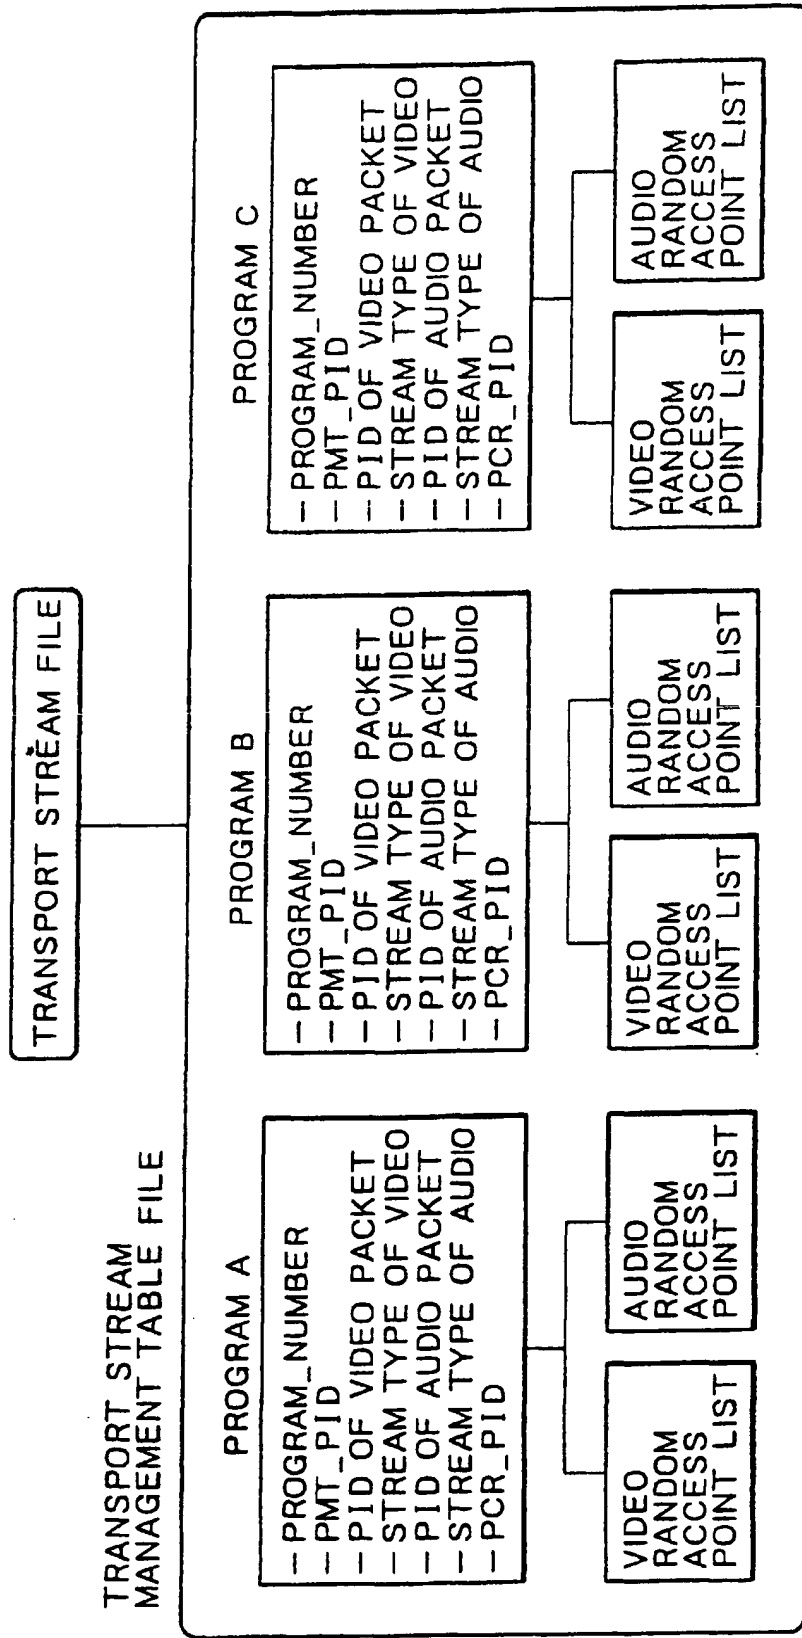 TRANSPORT STREAM FILE
TRANSPORT STREAM
MANAGEMENT TABLE FILE
PROGRAM A
- PROGRAM_NUMBER
- PMT_PID
- PID OF VIDEO PACKET
- STREAM TYPE OF VIDEO
- PID OF AUDIO PACKET
- STREAM TYPE OF AUDIO
- PCR_PID
VIDEO
RANDOM
ACCESS
POINT LIST
AUDIO
RANDOM
ACCESS
POINT LIST
PROGRAM B
- PROGRAM_NUMBER
- PMT_PID
- PID OF VIDEO PACKET
- STREAM TYPE OF VIDEO
- PID OF AUDIO PACKET
- STREAM TYPE OF AUDIO
- PCR_PID
VIDEO
RANDOM
ACCESS
POINT LIST
AUDIO
RANDOM
ACCESS
POINT LIST
PROGRAM C
- PROGRAM_NUMBER
- PMT_PID
- PID OF VIDEO PACKET
- STREAM TYPE OF VIDEO
- PID OF AUDIO PACKET
- STREAM TYPE OF AUDIO
- PCR_PID
VIDEO
RANDOM
ACCESS
POINT LIST
AUDIO
RANDOM
ACCESS
POINT LIST